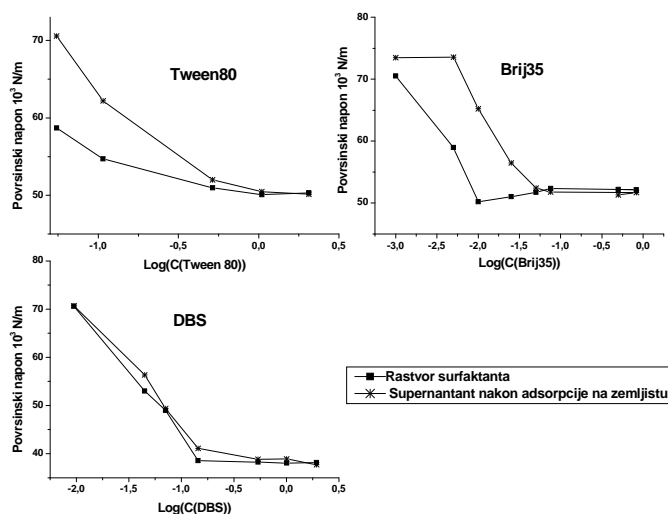 Tween80
Povrsinski napon 10³ N/m
70
60
50
-1,0
-0,5
0,0
0,5
Log(C(Tween 80))
Brij35
Povrsinski napon 10³ N/m
80
70
60
50
-3,0
-2,5
-2,0
-1,5
-1,0
-0,5
0,0
Log(C(Brij35))
DBS
Povrsinski napon 10³ N/m
80
70
60
50
40
-2,0
-1,5
-1,0
-0,5
0,0
0,5
Log(C(DBS))
Rastvor surfaktanta
Supernantant nakon adsorpcije na zemljistu